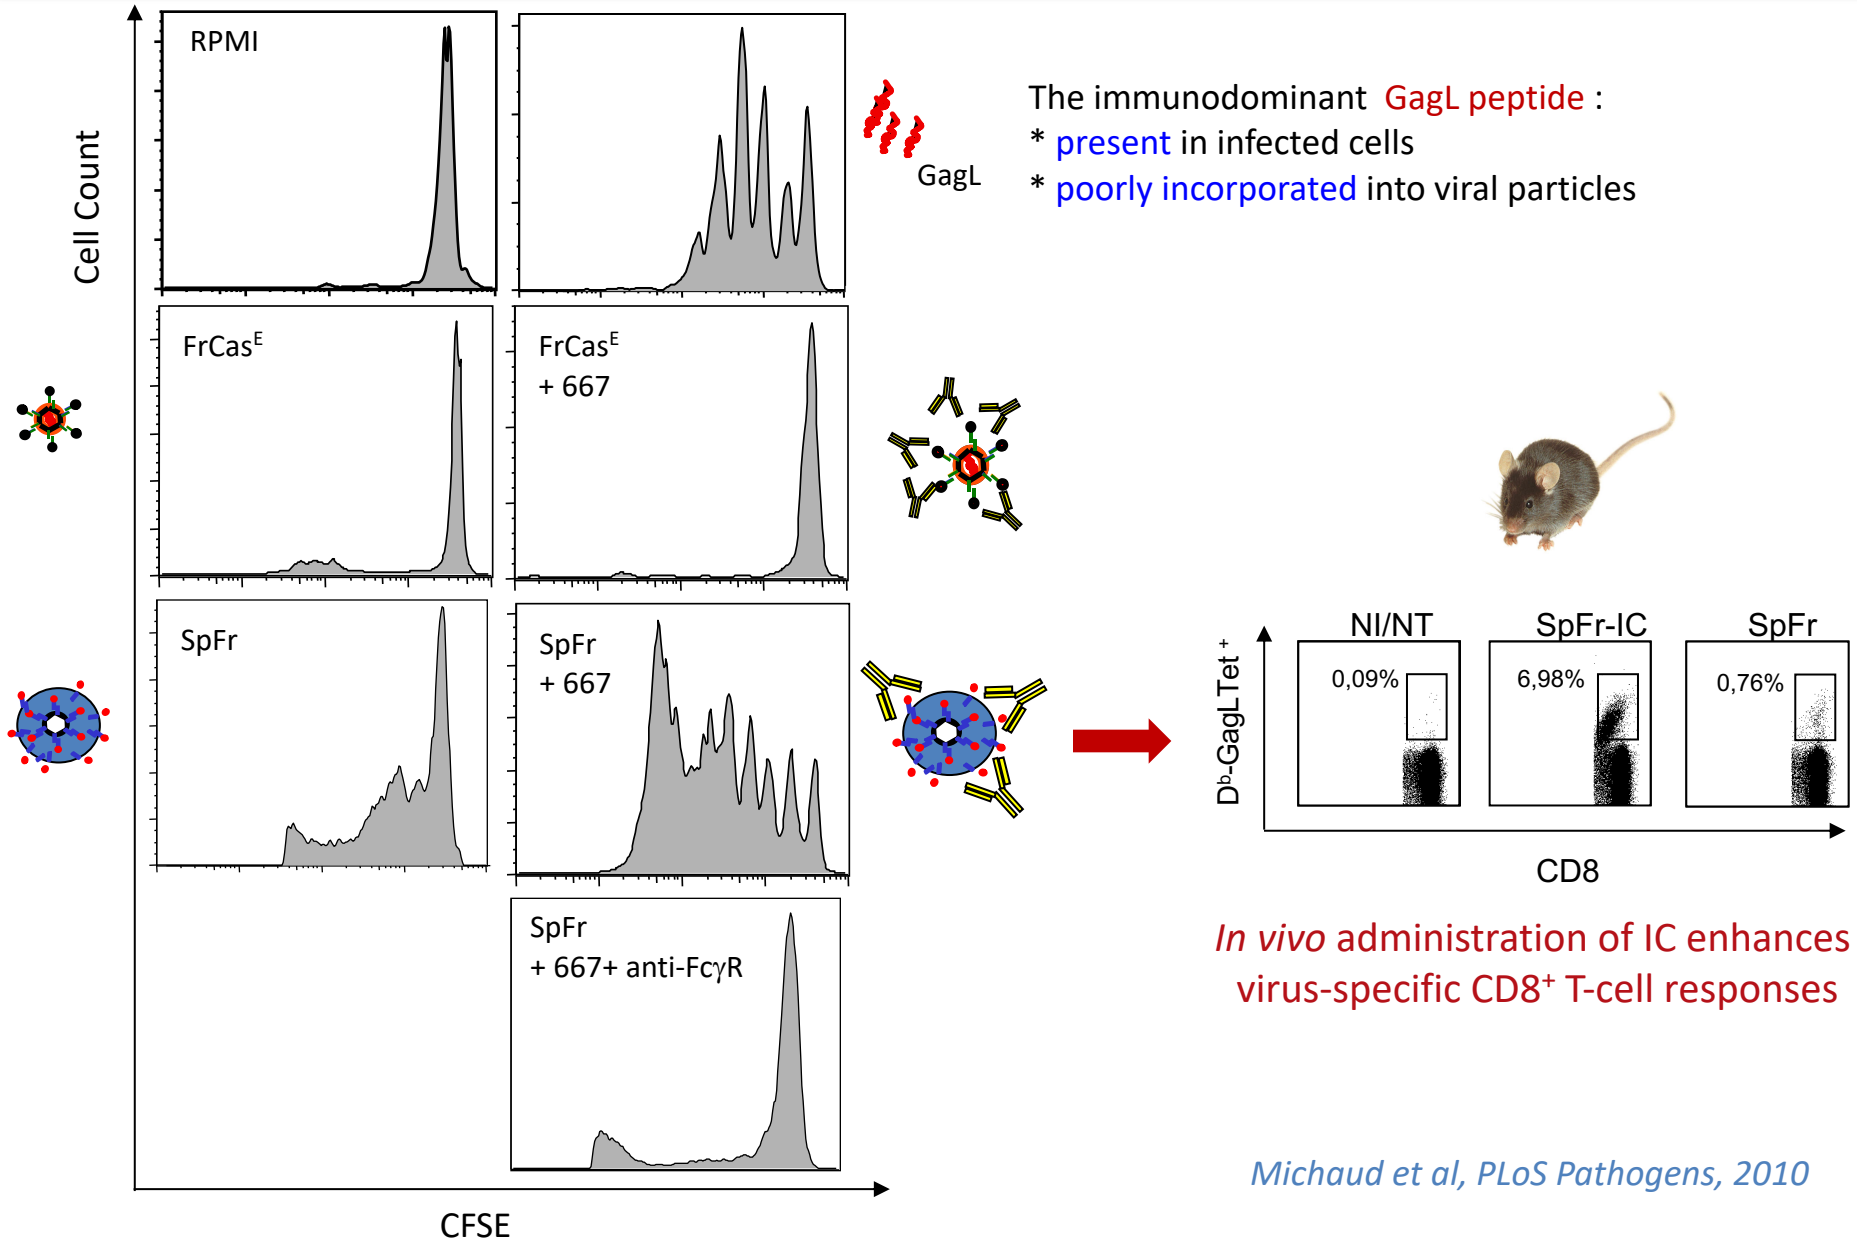 RPMI
Cell Count
GagL
The immunodominant GagL peptide :
* present in infected cells
* poorly incorporated into viral particles
FrCasᴱ
FrCasᴱ
+ 667
SpFr
SpFr
+ 667
SpFr
+ 667+ anti-FcγR
CFSE
NI/NT
SpFr-IC
SpFr
0,09%
6,98%
0,76%
Dᵇ-GagLTet ⁺
CD8
In vivo administration of IC enhances
virus-specific CD8⁺ T-cell responses
Michaud et al, PLoS Pathogens, 2010